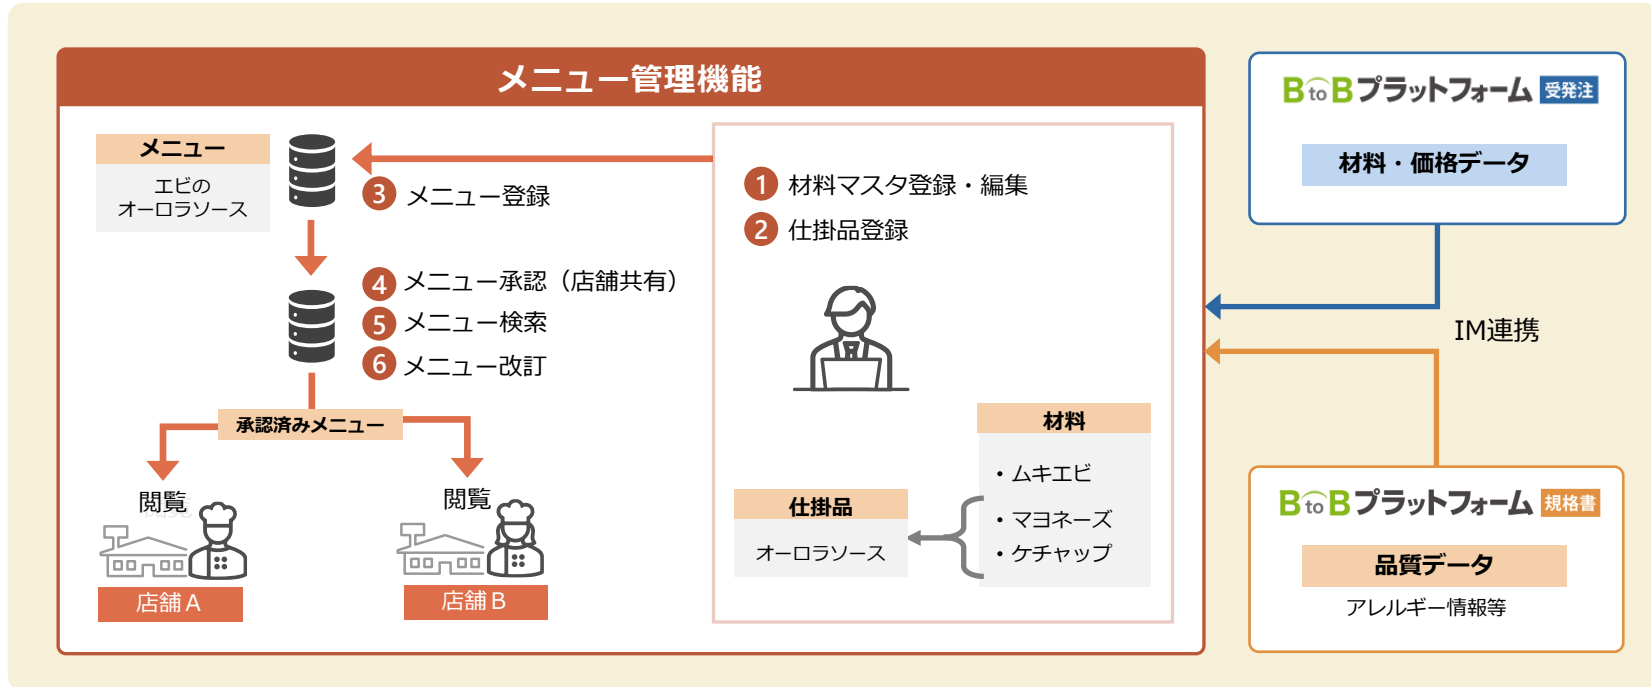 メニュー管理機能
メニュー
エビの
オーロラソース
3 メニュー登録
4 メニュー承認（店舗共有）
5 メニュー検索
6 メニュー改訂
承認済みメニュー
閲覧
店舗A
閲覧
店舗B
1 材料マスタ登録・編集
2 仕掛品登録
材料
・ムキエビ
・マヨネーズ
・ケチャップ
仕掛品
オーロラソース
BtoBプラットフォーム 受発注
材料・価格データ
IM連携
BtoBプラットフォーム 規格書
品質データ
アレルギー情報等